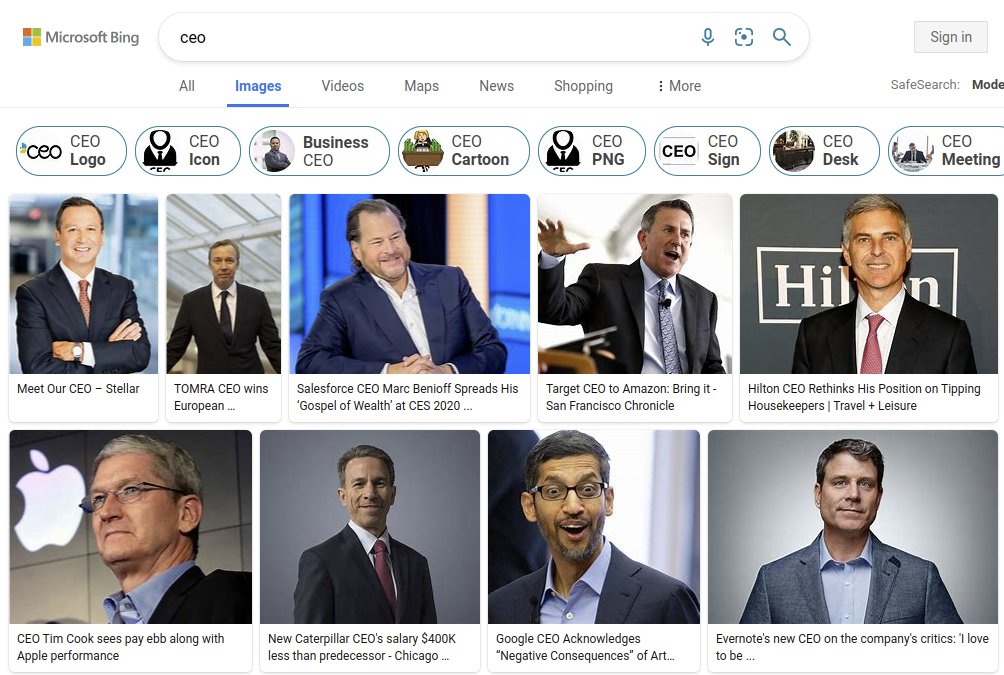 Microsoft Bing
ceo
Sign in
All
Images
Videos
Maps
News
Shopping
More
SafeSearch:
Mode
ceo
CEO
Logo
CEO
CEO
Icon
Business
CEO
CEO
Cartoon
CEO
CEO
PNG
CEO
CEO
Sign
CEO
Desk
CEO
Meeting
Hil n
Meet Our CEO – Stellar
TOMRA CEO wins
European ...
Salesforce CEO Marc Benioff Spreads His
‘Gospel of Wealth’ at CES 2020 ...
Target CEO to Amazon: Bring it -
San Francisco Chronicle
Hilton CEO Rethinks His Position on Tipping
Housekeepers | Travel + Leisure
CEO Tim Cook sees pay ebb along with
Apple performance
New Caterpillar CEO's salary $400K
less than predecessor - Chicago ...
Google CEO Acknowledges
“Negative Consequences” of Art...
Evernote's new CEO on the company's critics: 'I love
to be ...